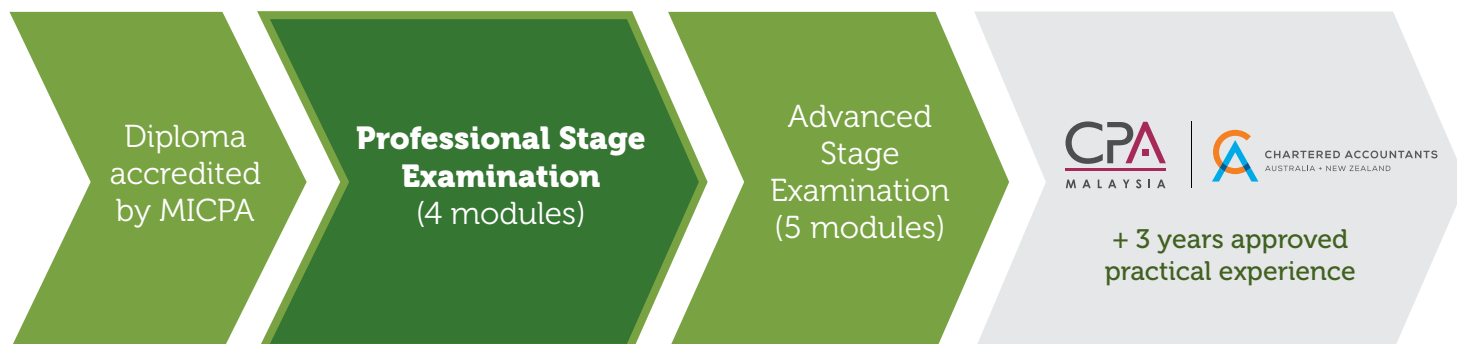 Diploma
accredited
by MICPA
Professional Stage
Examination
(4 modules)
Advanced
Stage
Examination
(5 modules)
CPA
MALAYSIA
CA
CHARTERED ACCOUNTANTS
AUSTRALIA + NEW ZEALAND
+ 3 years approved
practical experience